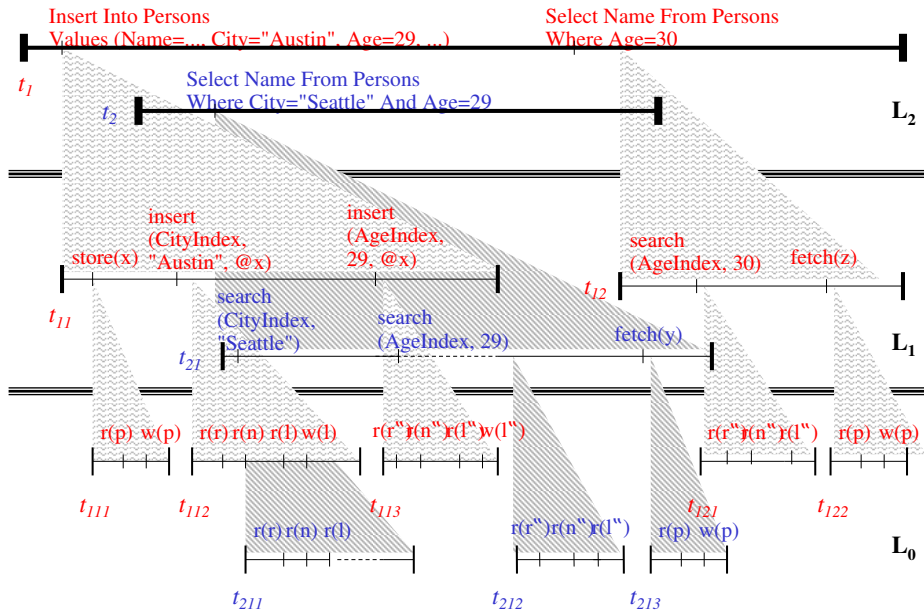 Insert Into Persons
Values (Name=..., City="Austin", Age=29, ...)
Select Name From Persons
Where Age=30
t1
Select Name From Persons
Where City="Seattle" And Age=29
t2
L2
store(x)
insert
(CityIndex,
"Austin", @x)
insert
(AgeIndex,
29, @x)
search
(AgeIndex, 30)
fetch(z)
t11
t12
search
(CityIndex,
"Seattle")
search
(AgeIndex, 29)
fetch(y)
t21
L1
r(p) w(p)
r(r) r(n) r(l) w(l)
r(r‟) r(n‟) r(l‟) w(l‟)
r(r‟) r(n‟) r(l‟)
r(p) w(p)
t111
t112
t113
t121
t122
r(r) r(n) r(l)
r(r‟) r(n‟) r(l‟)
r(p) w(p)
L0
t211
t212
t213